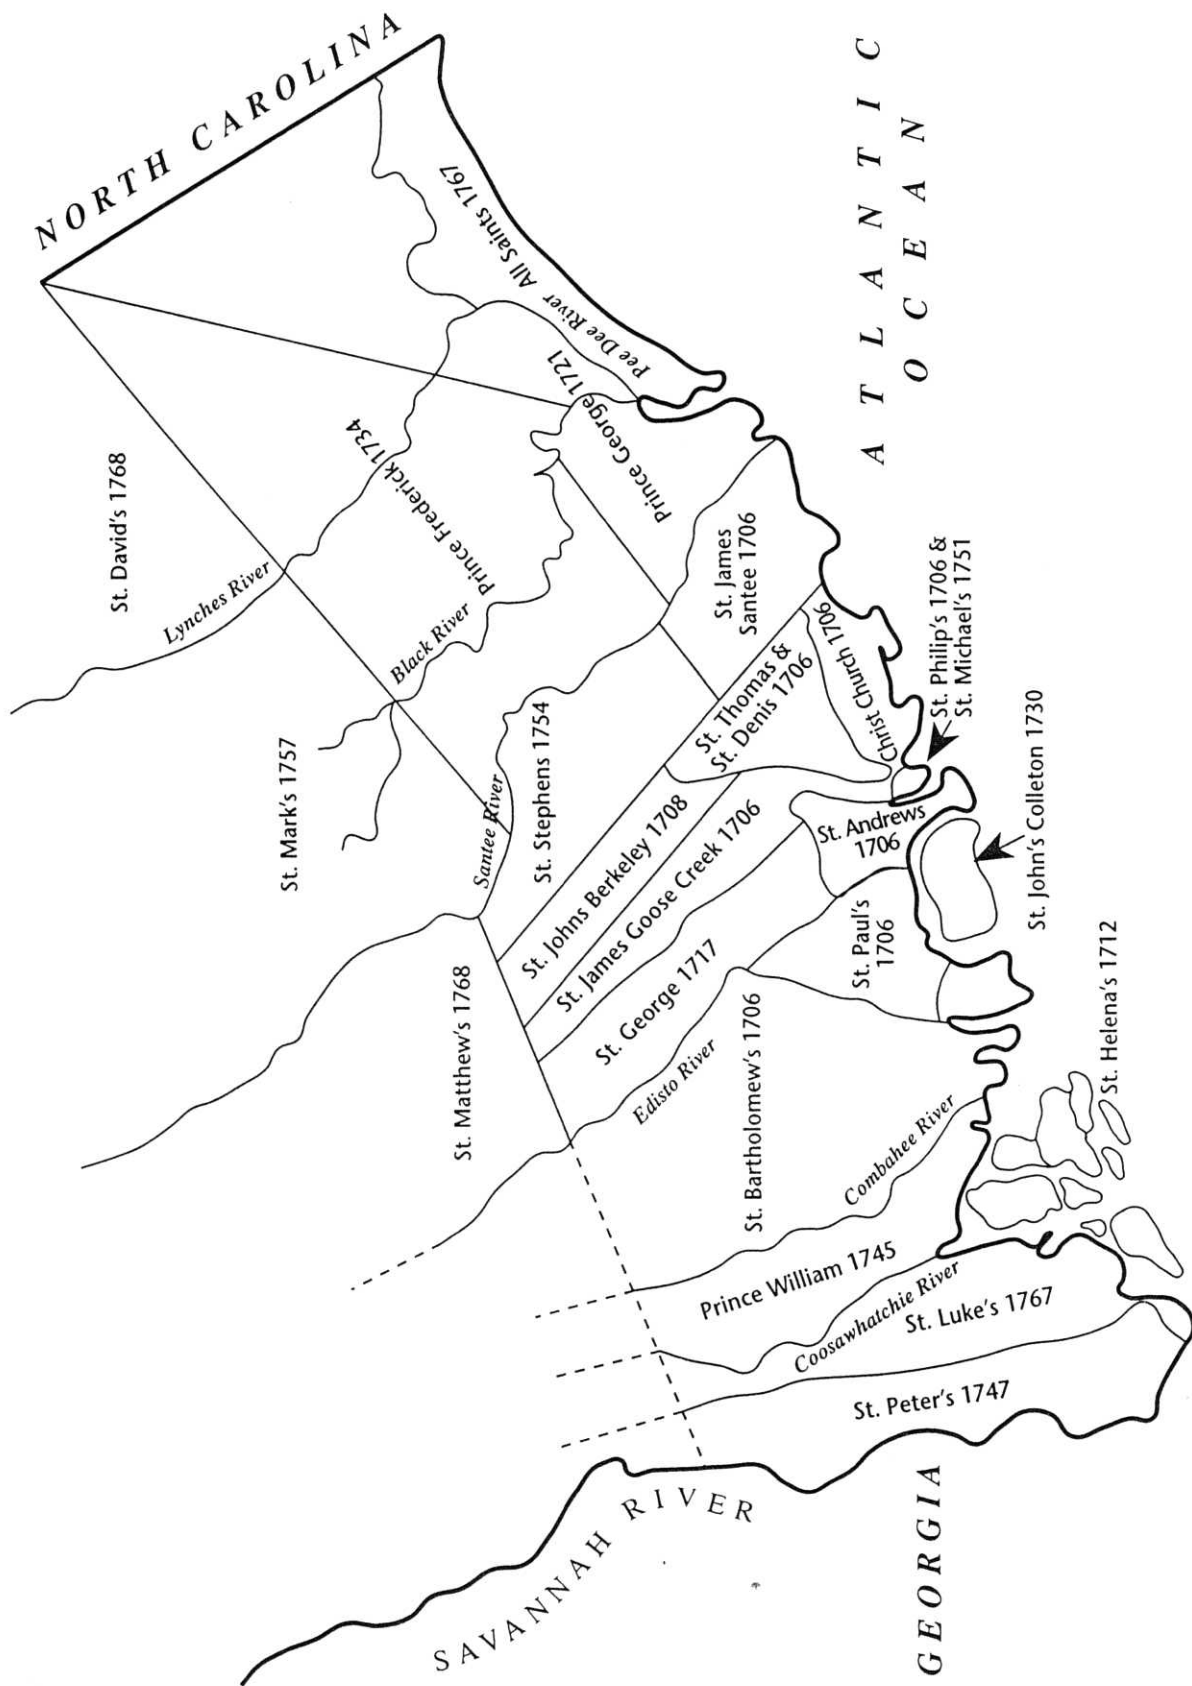 NORTH CAROLINA
ATLANTIC
OCEAN
St. David's 1768
Lynches River
Prince Frederick 1734
Black River
St. Mark's 1757
All Saints 1767
Pee Dee River
Prince George 1721
St. James
Santee 1706
Santee River
St. Stephens 1754
St. Thomas &
St. Denis 1706
Christ Church 1706
St. Philip's 1706 &
St. Michael's 1751
St. Johns Berkeley 1708
St. James Goose Creek 1706
St. Andrews
1706
St. John's Colleton 1730
St. Matthew's 1768
St. George 1717
St. Paul's
1706
Edisto River
St. Bartholomew's 1706
St. Helena's 1712
Combahee River
Prince William 1745
Coosawhatchie River
St. Luke's 1767
St. Peter's 1747
SAVANNAH RIVER
GEORGIA